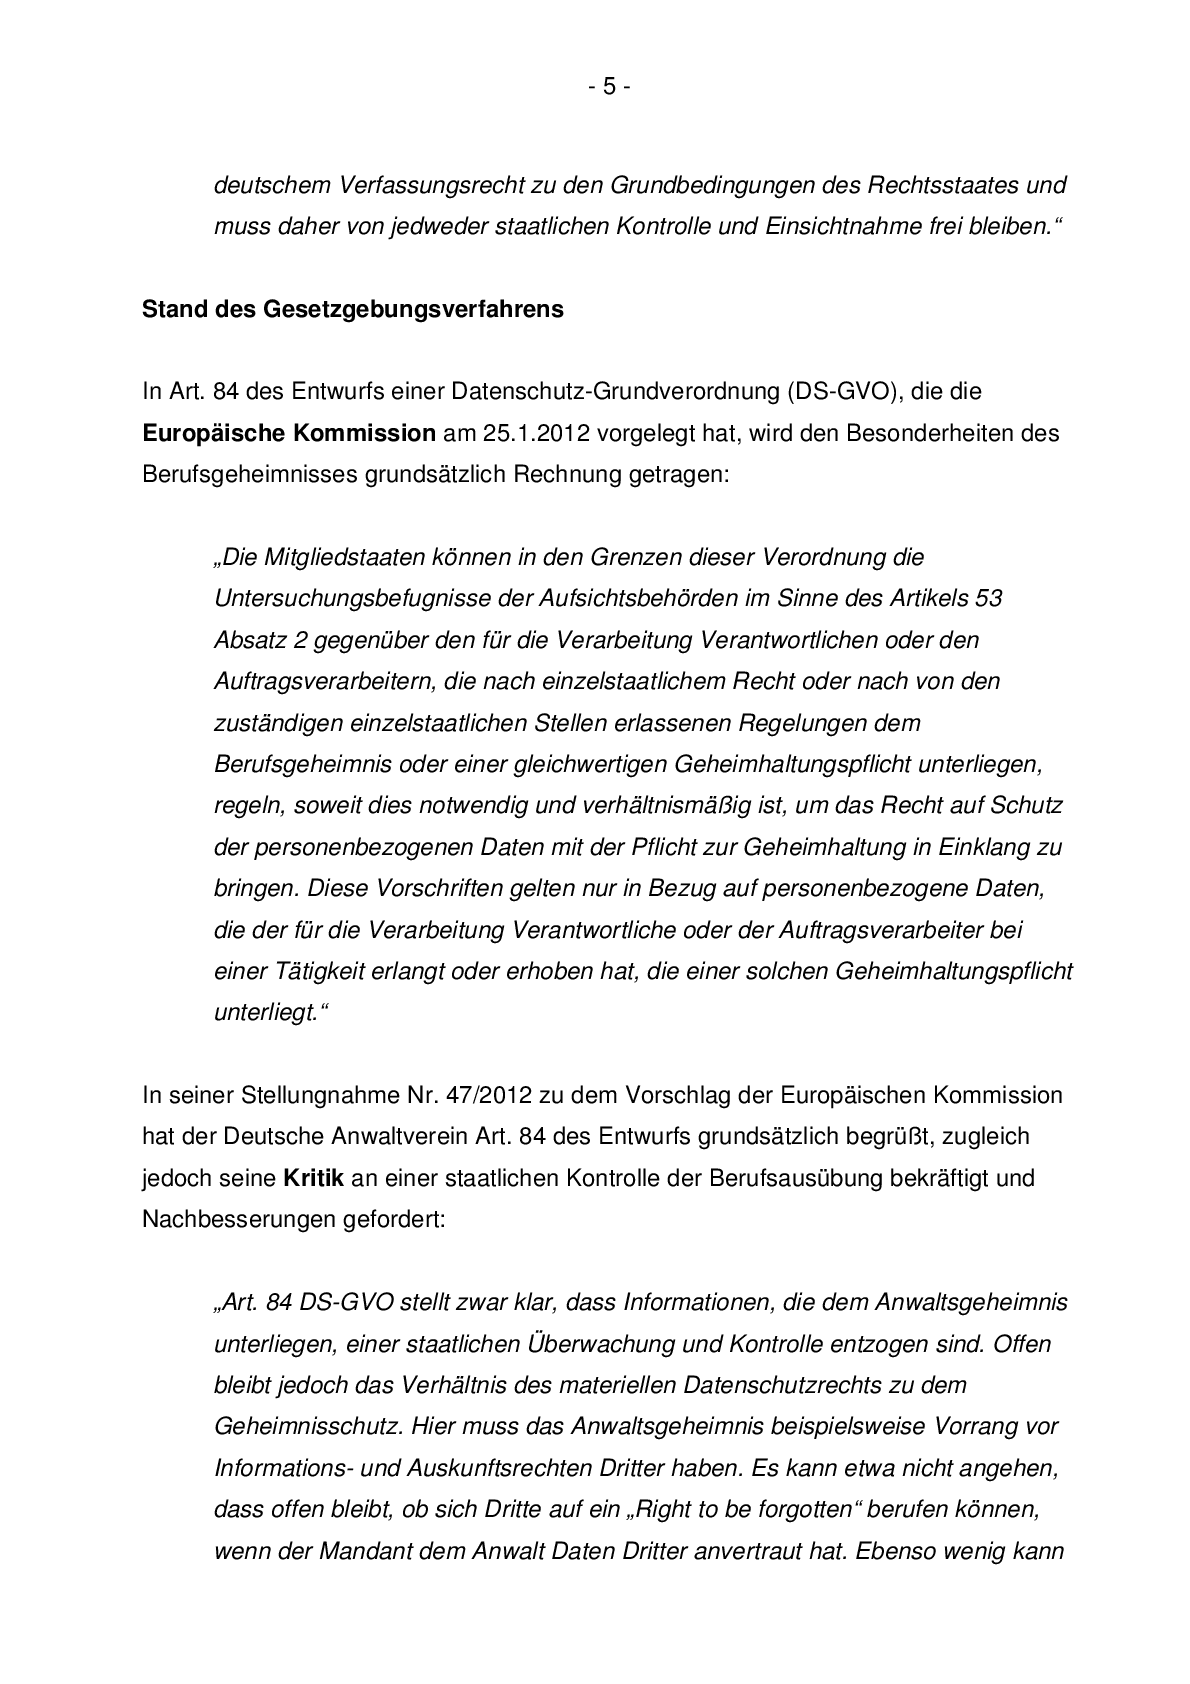 - 5 -
deutschem Verfassungsrecht zu den Grundbedingungen des Rechtsstaates und
muss daher von jedweder staatlichen Kontrolle und Einsichtnahme frei bleiben.“
Stand des Gesetzgebungsverfahrens
In Art. 84 des Entwurfs einer Datenschutz-Grundverordnung (DS-GVO), die die
Europäische Kommission am 25.1.2012 vorgelegt hat, wird den Besonderheiten des
Berufsgeheimnisses grundsätzlich Rechnung getragen:
„Die Mitgliedstaaten können in den Grenzen dieser Verordnung die
Untersuchungsbefugnisse der Aufsichtsbehörden im Sinne des Artikels 53
Absatz 2 gegenüber den für die Verarbeitung Verantwortlichen oder den
Auftragsverarbeitern, die nach einzelstaatlichem Recht oder nach von den
zuständigen einzelstaatlichen Stellen erlassenen Regelungen dem
Berufsgeheimnis oder einer gleichwertigen Geheimhaltungspflicht unterliegen,
regeln, soweit dies notwendig und verhältnismäßig ist, um das Recht auf Schutz
der personenbezogenen Daten mit der Pflicht zur Geheimhaltung in Einklang zu
bringen. Diese Vorschriften gelten nur in Bezug auf personenbezogene Daten,
die der für die Verarbeitung Verantwortliche oder der Auftragsverarbeiter bei
einer Tätigkeit erlangt oder erhoben hat, die einer solchen Geheimhaltungspflicht
unterliegt.“
In seiner Stellungnahme Nr. 47/2012 zu dem Vorschlag der Europäischen Kommission
hat der Deutsche Anwaltverein Art. 84 des Entwurfs grundsätzlich begrüßt, zugleich
jedoch seine Kritik an einer staatlichen Kontrolle der Berufsausübung bekräftigt und
Nachbesserungen gefordert:
„Art. 84 DS-GVO stellt zwar klar, dass Informationen, die dem Anwaltsgeheimnis
unterliegen, einer staatlichen Überwachung und Kontrolle entzogen sind. Offen
bleibt jedoch das Verhältnis des materiellen Datenschutzrechts zu dem
Geheimnisschutz. Hier muss das Anwaltsgeheimnis beispielsweise Vorrang vor
Informations- und Auskunftsrechten Dritter haben. Es kann etwa nicht angehen,
dass offen bleibt, ob sich Dritte auf ein „Right to be forgotten“ berufen können,
wenn der Mandant dem Anwalt Daten Dritter anvertraut hat. Ebenso wenig kann